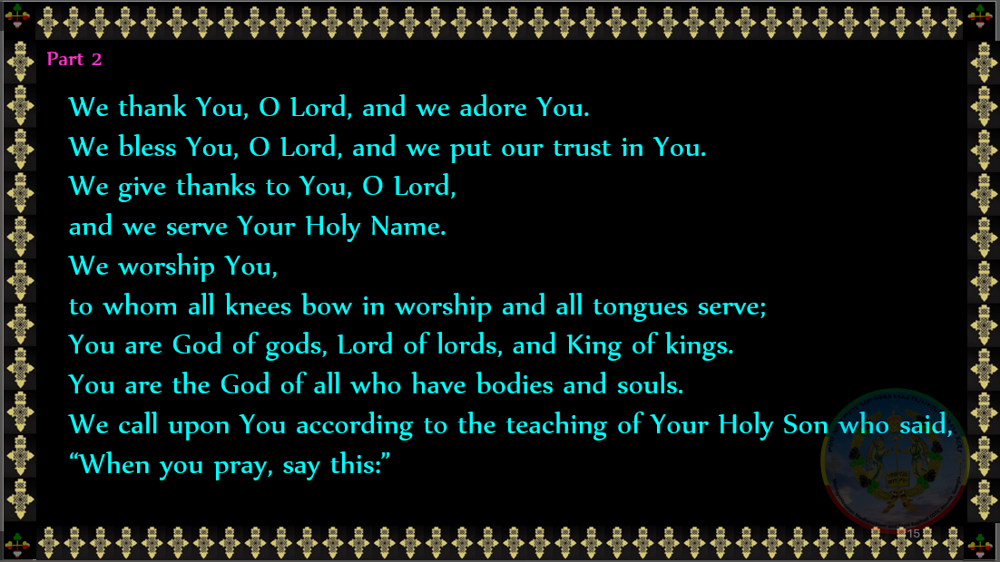 Part 2
We thank You, O Lord, and we adore You.
We bless You, O Lord, and we put our trust in You.
We give thanks to You, O Lord,
and we serve Your Holy Name.
We worship You,
to whom all knees bow in worship and all tongues serve;
You are God of gods, Lord of lords, and King of kings.
You are the God of all who have bodies and souls.
We call upon You according to the teaching of Your Holy Son who said,
“When you pray, say this:”
15